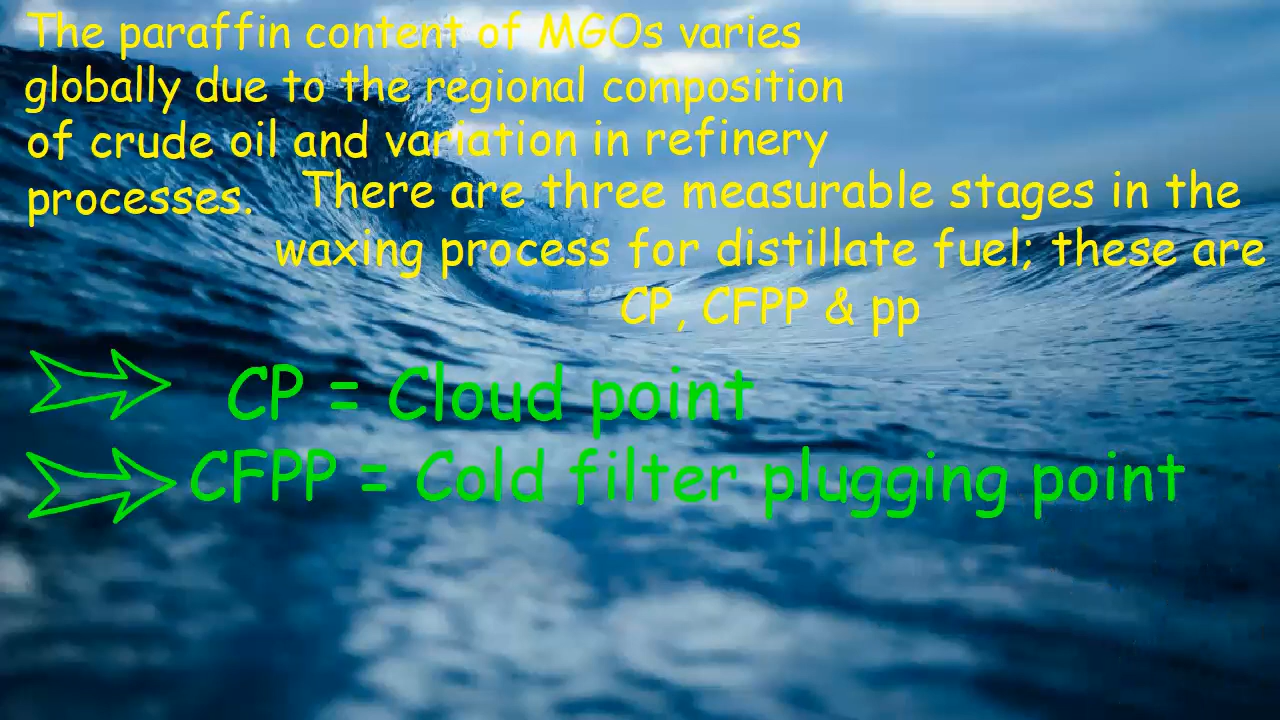 The paraffin content of MGOs varies
globally due to the regional composition
of crude oil and variation in refinery
processes.
There are three measurable stages in the
waxing process for distillate fuel; these are
CP, CFPP & pp
CP = Cloud point
CFPP = Cold filter plugging point